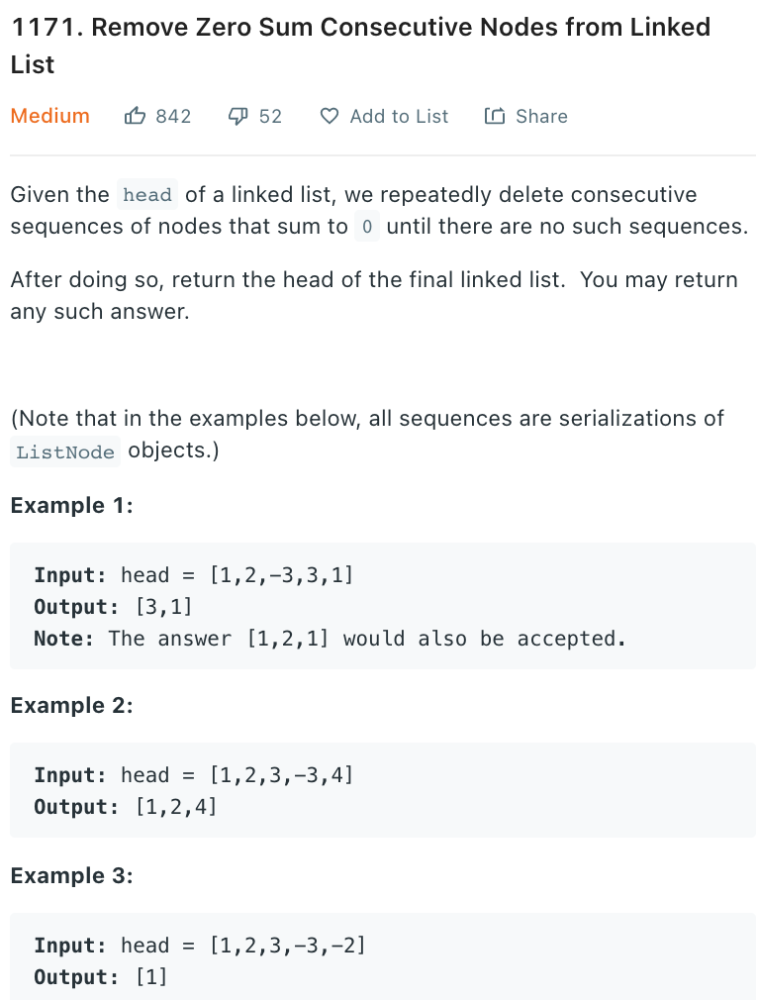 1171. Remove Zero Sum Consecutive Nodes from Linked
List
Medium 842 52 Add to List Share
Given the head of a linked list, we repeatedly delete consecutive
sequences of nodes that sum to 0 until there are no such sequences.
After doing so, return the head of the final linked list.  You may return
any such answer.
(Note that in the examples below, all sequences are serializations of
ListNode objects.)
Example 1:
Input: head = [1,2,-3,3,1]
Output: [3,1]
Note: The answer [1,2,1] would also be accepted.
Example 2:
Input: head = [1,2,3,-3,4]
Output: [1,2,4]
Example 3:
Input: head = [1,2,3,-3,-2]
Output: [1]